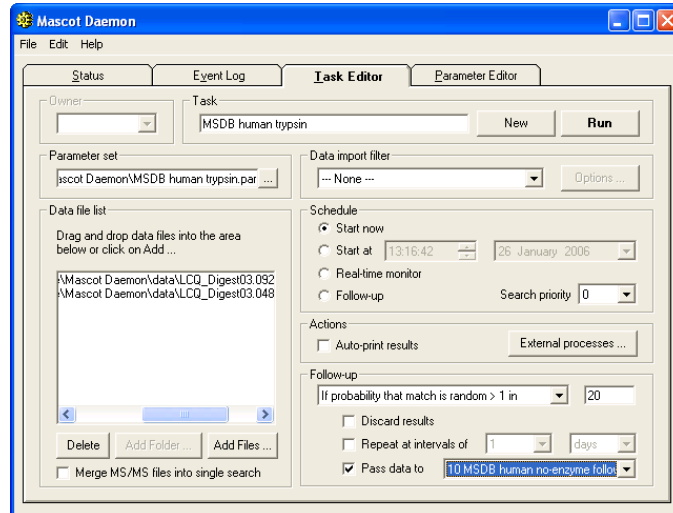 Mascot Daemon
File Edit Help
Status Event Log Task Editor Parameter Editor
Owner
Task
MSDB human trypsin
New
Run
Parameter set
ascot Daemon\MSDB human trypsin.par ...
Data import filter
--- None ---
Options ...
Data file list
Drag and drop data files into the area
below or click on Add ...
\Mascot Daemon\data\LCQ_Digest03.092
\Mascot Daemon\data\LCQ_Digest03.048
Delete
Add Folder ...
Add Files ...
Merge MS/MS files into single search
Schedule
Start now
Start at 13:16:42 26 January 2006
Real-time monitor
Follow-up Search priority 0
Actions
Auto-print results
External processes ...
Follow-up
If probability that match is random > 1 in 20
Discard results
Repeat at intervals of 1 days
Pass data to 10 MSDB human no-enzyme follou